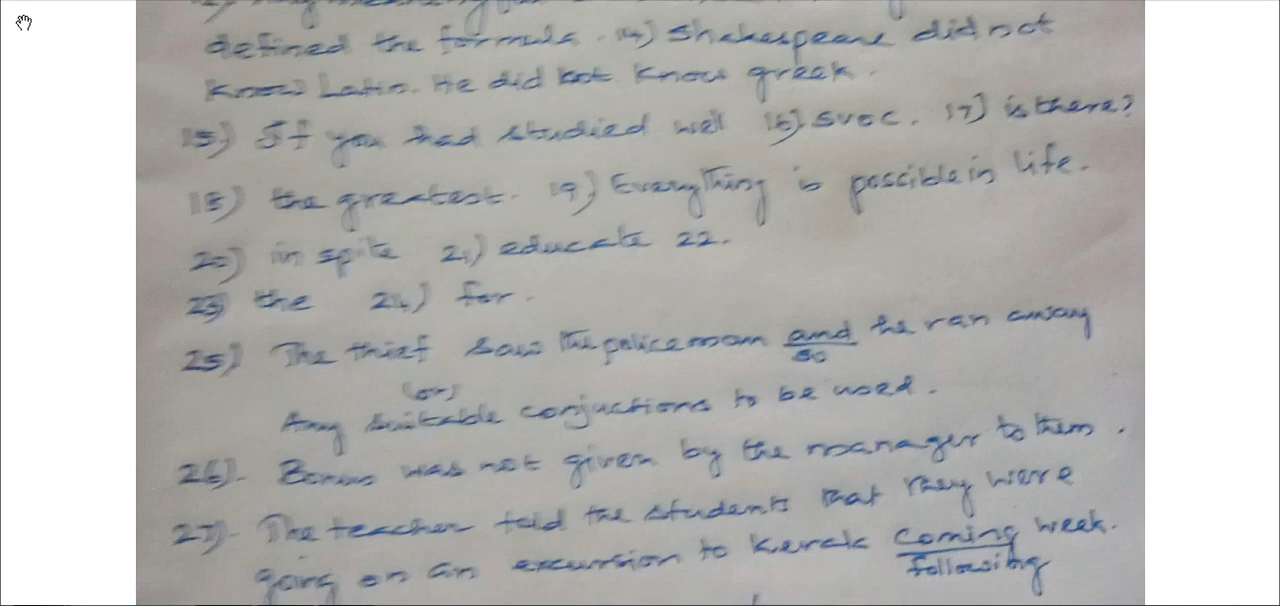 defined the formula. 14) Shakespeare did not
know Latin. He did not know greek.
15) If you had studied well 16) SVOC. 17) is there?
18) the greatest. 19) Everything is possible in life.
20) in spite 21) educate 22.
23) the 24) for.
25) The thief saw the policeman and he ran away
so
(or)
Any suitable conjuctions to be used.
26). Bonus was not given by the manager to them.
27). The teacher told the students that they were
going on an excursion to Kerala coming week.
following